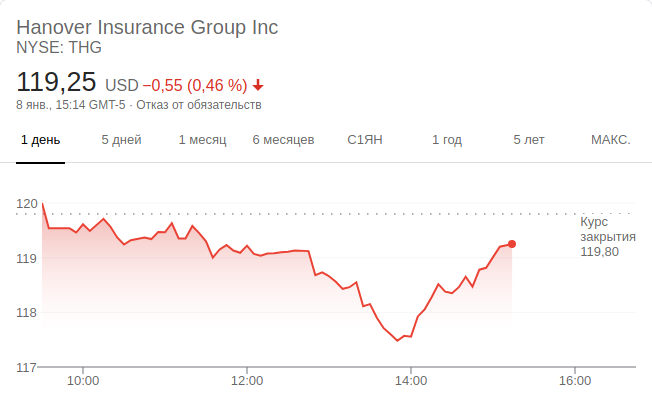 Hanover Insurance Group Inc
NYSE: THG
119,25 USD −0,55 (0,46 %)
8 янв., 15:14 GMT-5 · Отказ от обязательств
1 день 5 дней 1 месяц 6 месяцев С1ЯН 1 год 5 лет МАКС.
120
Курс
закрытия
119,80
119
118
117
10:00 12:00 14:00 16:00